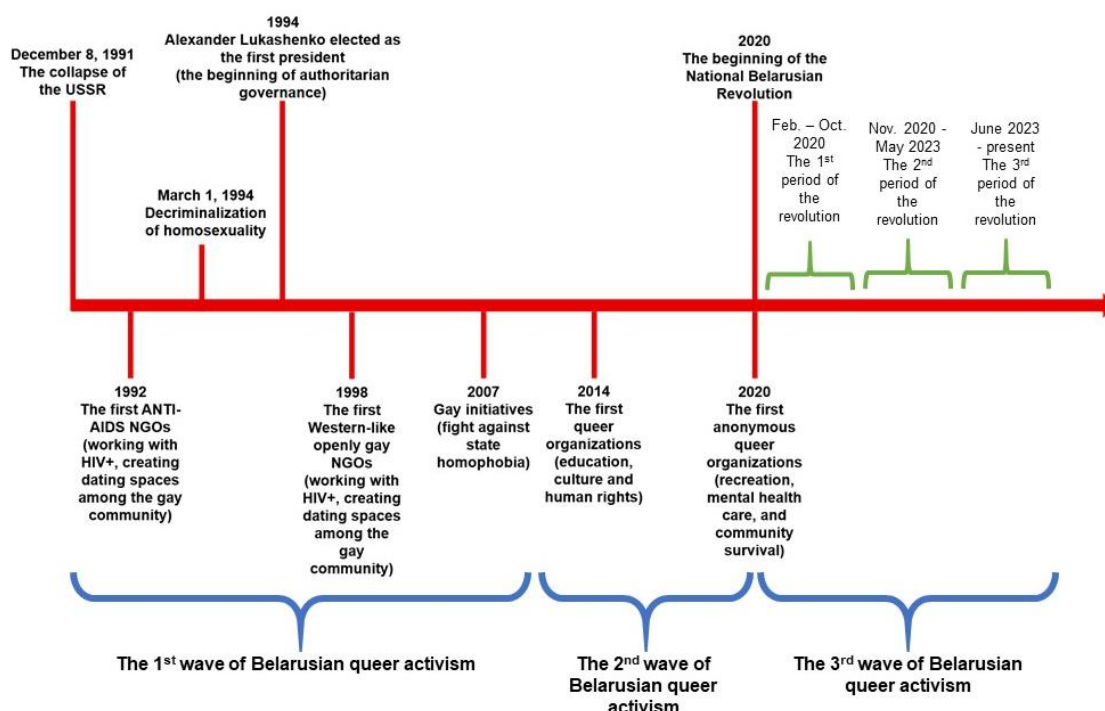 December 8, 1991
The collapse of
the USSR
1994
Alexander Lukashenko elected as
the first president
(the beginning of authoritarian
governance)
March 1, 1994
Decriminalization
of homosexuality
2020
The beginning of the
National Belarusian
Revolution
Feb. – Oct.
2020
The 1st
period of
the
revolution
Nov. 2020 -
May 2023
The 2nd
period of
the
revolution
June 2023
- present
The 3rd
period of
the
revolution
1992
The first ANTI-
AIDS NGOs
(working with
HIV+, creating
dating spaces
among the gay
community)
1998
The first
Western-like
openly gay
NGOs
(working with
HIV+, creating
dating spaces
among the
gay
community)
2007
Gay initiatives
(fight against
state
homophobia)
2014
The first
queer
organizations
(education,
culture and
human rights)
2020
The first
anonymous
queer
organizations
(recreation,
mental health
care, and
community
survival)
The 1st wave of Belarusian queer activism
The 2nd wave of
Belarusian queer
activism
The 3rd wave of Belarusian
queer activism